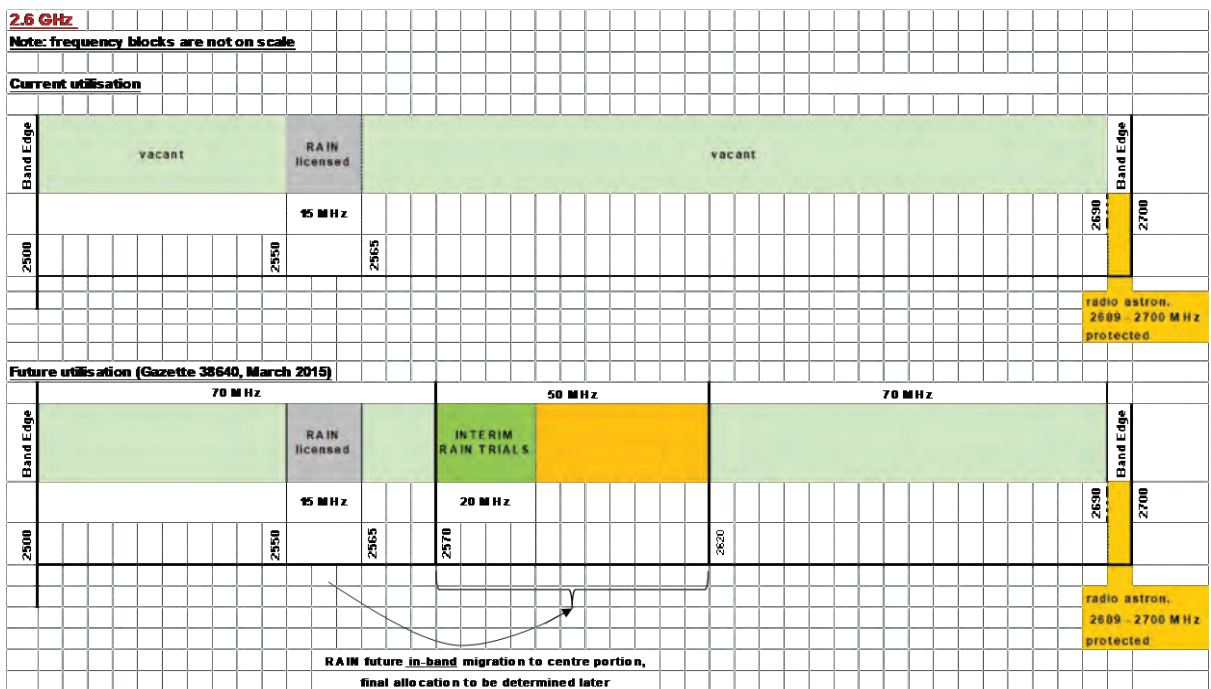 2.6 GHz
Note: frequency blocks are not on scale
Current utilisation
Band Edge
vacant
RAIN
licensed
vacant
Band Edge
15 MHz
2500
2550
2565
2690
2700
radio astron.
2689 - 2700 MHz
protected
Future utilisation (Gazette 38640, March 2015)
70 MHz
50 MHz
70 MHz
Band Edge
RAIN
licensed
INTERIM
RAIN TRIALS
Band Edge
15 MHz
20 MHz
2500
2550
2565
2570
2620
2690
2700
radio astron.
2689 - 2700 MHz
protected
RAIN future in-band migration to centre portion,
final allocation to be determined later